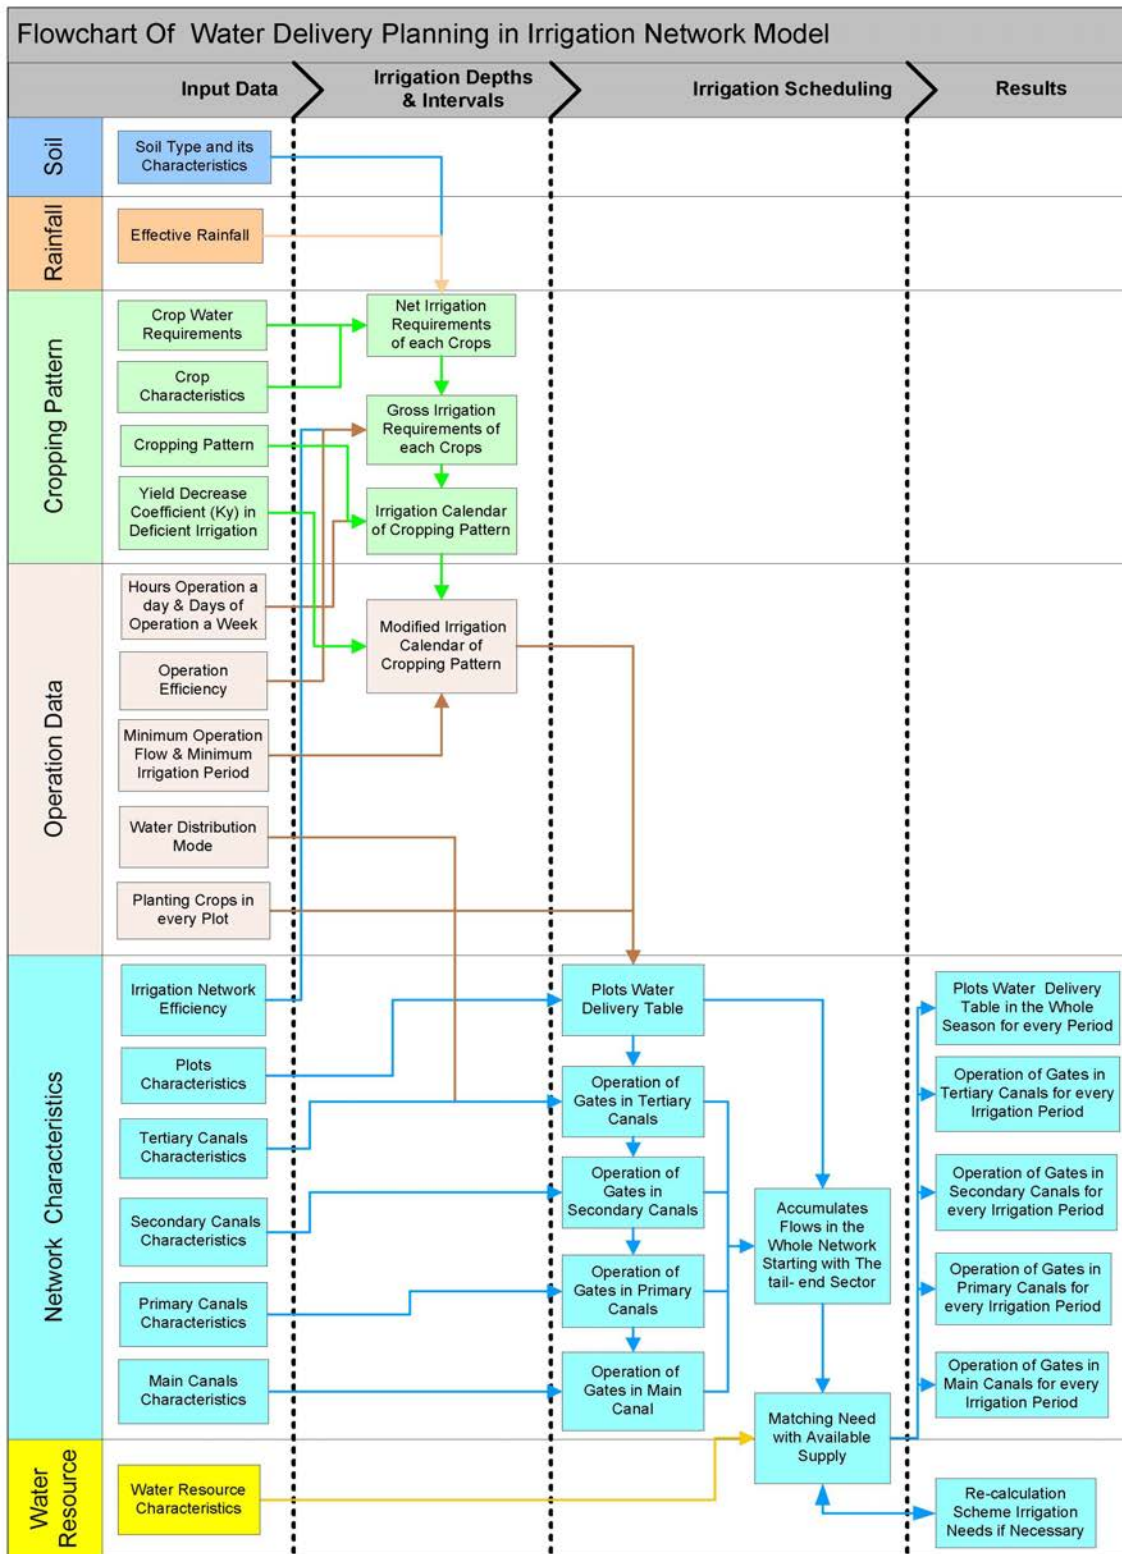 Flowchart Of Water Delivery Planning in Irrigation Network Model
Input Data
Irrigation Depths
& Intervals
Irrigation Scheduling
Results
Soil
Soil Type and its
Characteristics
Rainfall
Effective Rainfall
Cropping Pattern
Crop Water
Requirements
Net Irrigation
Requirements
of each Crops
Crop
Characteristics
Gross Irrigation
Requirements of
each Crops
Cropping Pattern
Yield Decrease
Coefficient (Ky) in
Deficient Irrigation
Irrigation Calendar
of Cropping Pattern
Operation Data
Hours Operation a
day & Days of
Operation a Week
Modified Irrigation
Calendar of
Cropping Pattern
Operation
Efficiency
Minimum Operation
Flow & Minimum
Irrigation Period
Water Distribution
Mode
Planting Crops in
every Plot
Network Characteristics
Irrigation Network
Efficiency
Plots Water
Delivery Table
Plots Water Delivery
Table in the Whole
Season for every Period
Plots
Characteristics
Operation of
Gates in Tertiary
Canals
Operation of Gates in
Tertiary Canals for every
Irrigation Period
Tertiary Canals
Characteristics
Operation of
Gates in
Secondary Canals
Operation of Gates in
Secondary Canals for
every Irrigation Period
Secondary Canals
Characteristics
Accumulates
Flows in the
Whole Network
Starting with The
tail- end Sector
Operation of
Gates in Primary
Canals
Operation of Gates in
Primary Canals for
every Irrigation Period
Primary Canals
Characteristics
Main Canals
Characteristics
Operation of
Gates in Main
Canal
Operation of Gates in
Main Canals for every
Irrigation Period
Matching Need
with Available
Supply
Water
Resource
Water Resource
Characteristics
Re-calculation
Scheme Irrigation
Needs if Necessary